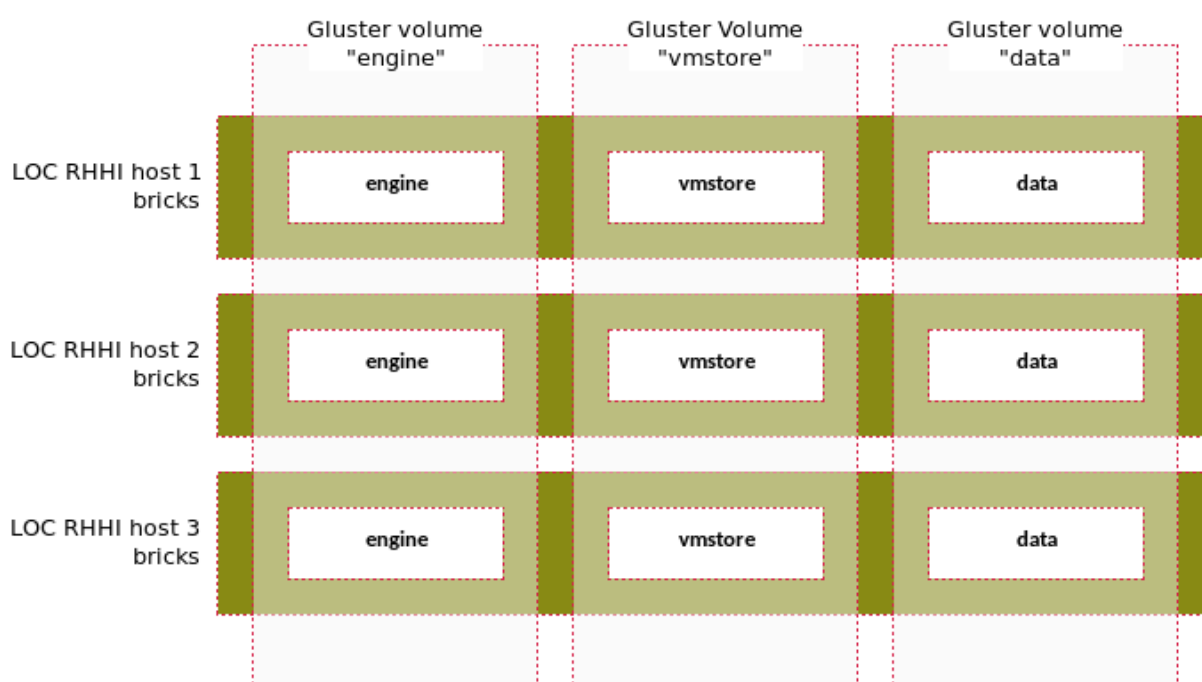 Gluster volume
"engine"
Gluster Volume
"vmstore"
Gluster volume
"data"
LOC RHHI host 1
bricks
engine
vmstore
data
LOC RHHI host 2
bricks
engine
vmstore
data
LOC RHHI host 3
bricks
engine
vmstore
data